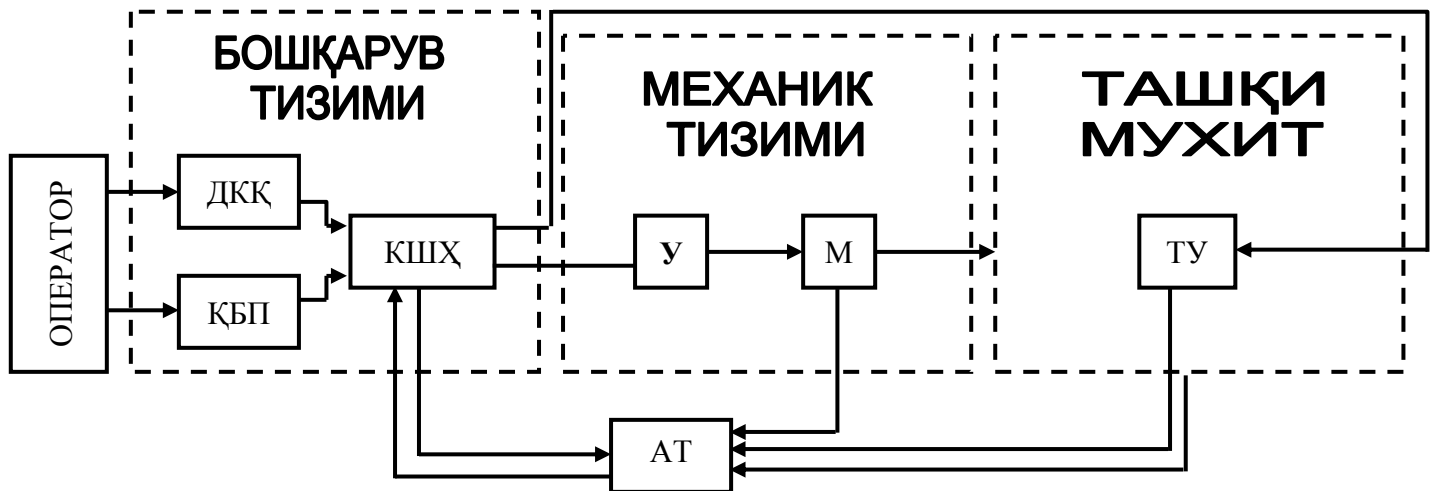 БОШҚАРУВ
ТИЗИМИ
МЕХАНИК
ТИЗИМИ
ТАШҚИ
МУХИТ
ОПЕРАТОР
ДКҚ
ҚБП
КШҲ
У
М
ТУ
АТ